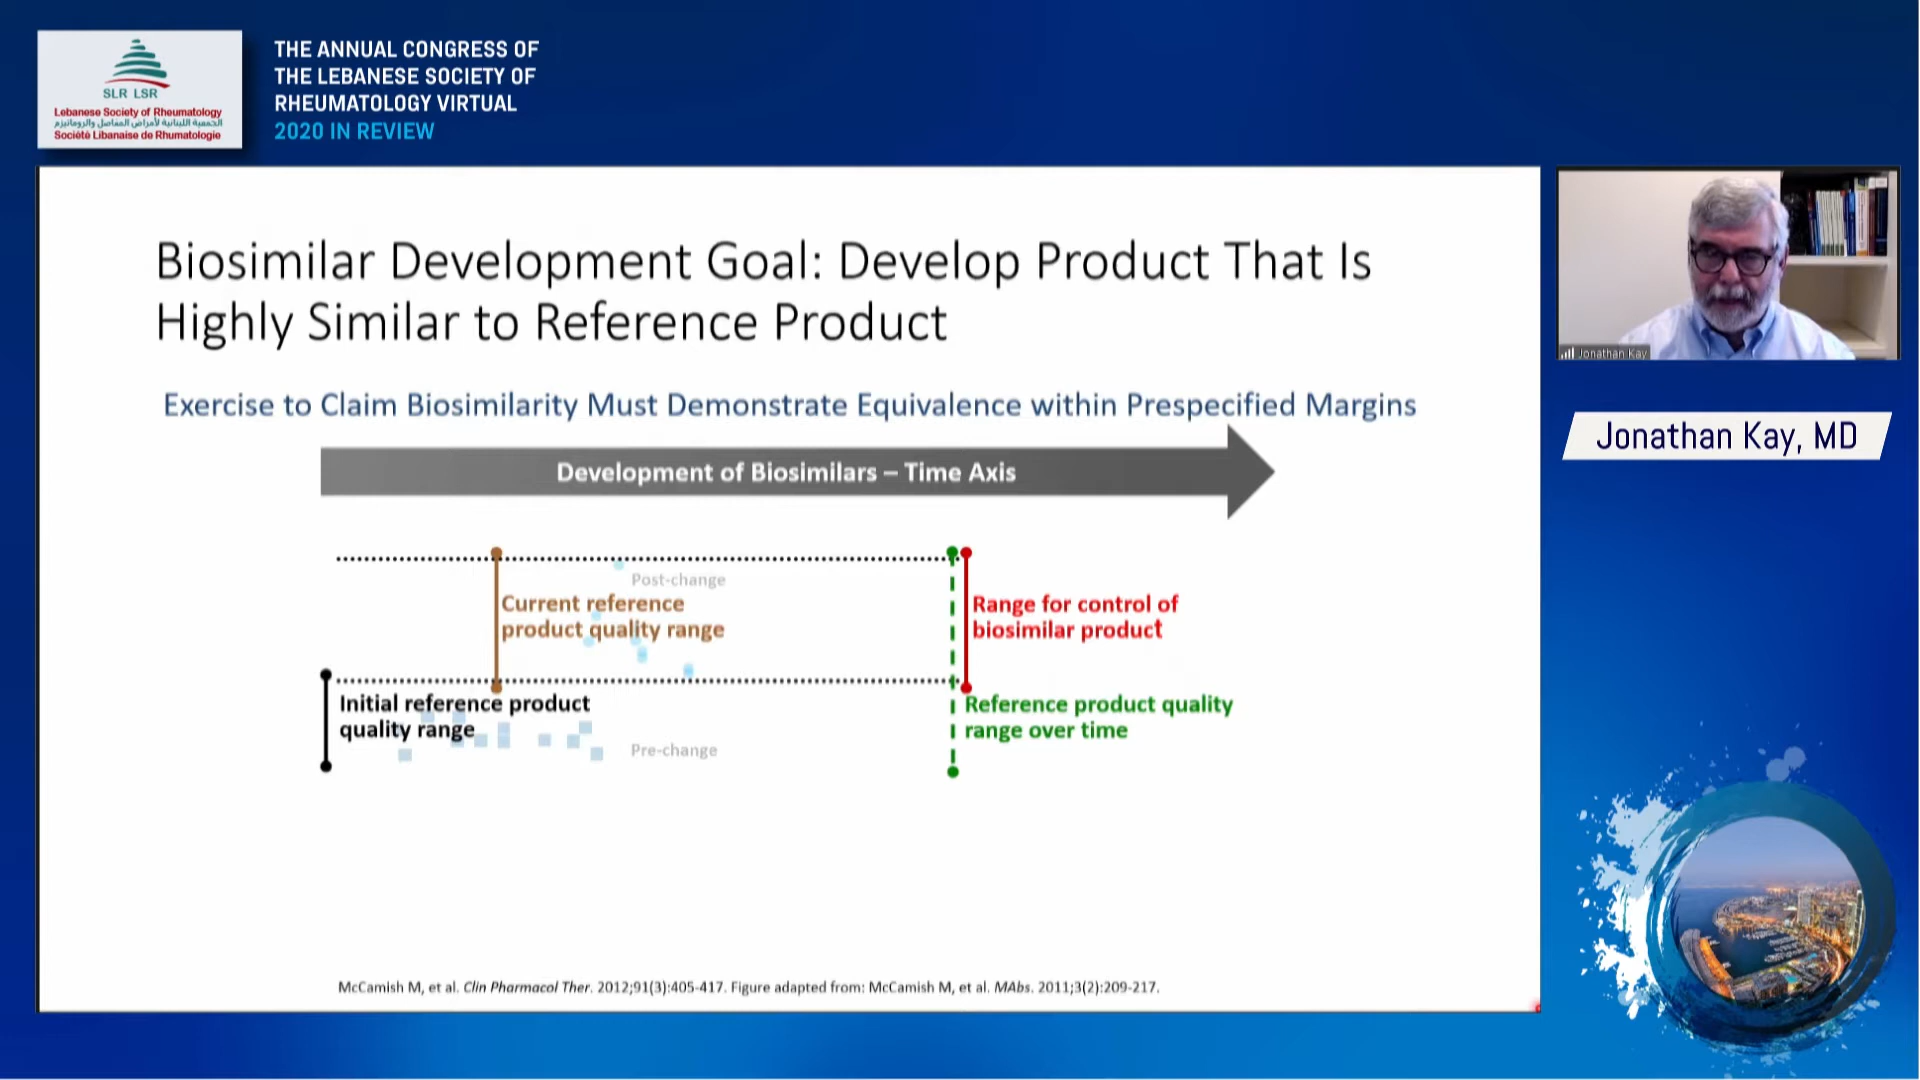 SLR LSR
Lebanese Society of Rheumatology
الجمعية اللبنانية لأمراض المفاصل والروماتيزم
Société Libanaise de Rhumatologie
THE ANNUAL CONGRESS OF
THE LEBANESE SOCIETY OF
RHEUMATOLOGY VIRTUAL
2020 IN REVIEW
Biosimilar Development Goal: Develop Product That Is
Highly Similar to Reference Product
Exercise to Claim Biosimilarity Must Demonstrate Equivalence within Prespecified Margins
Development of Biosimilars – Time Axis
Post-change
Current reference
product quality range
Range for control of
biosimilar product
Initial reference product
quality range
Pre-change
Reference product quality
range over time
McCamish M, et al. Clin Pharmacol Ther. 2012;91(3):405-417. Figure adapted from: McCamish M, et al. MAbs. 2011;3(2):209-217.
Jonathan Kay
Jonathan Kay, MD